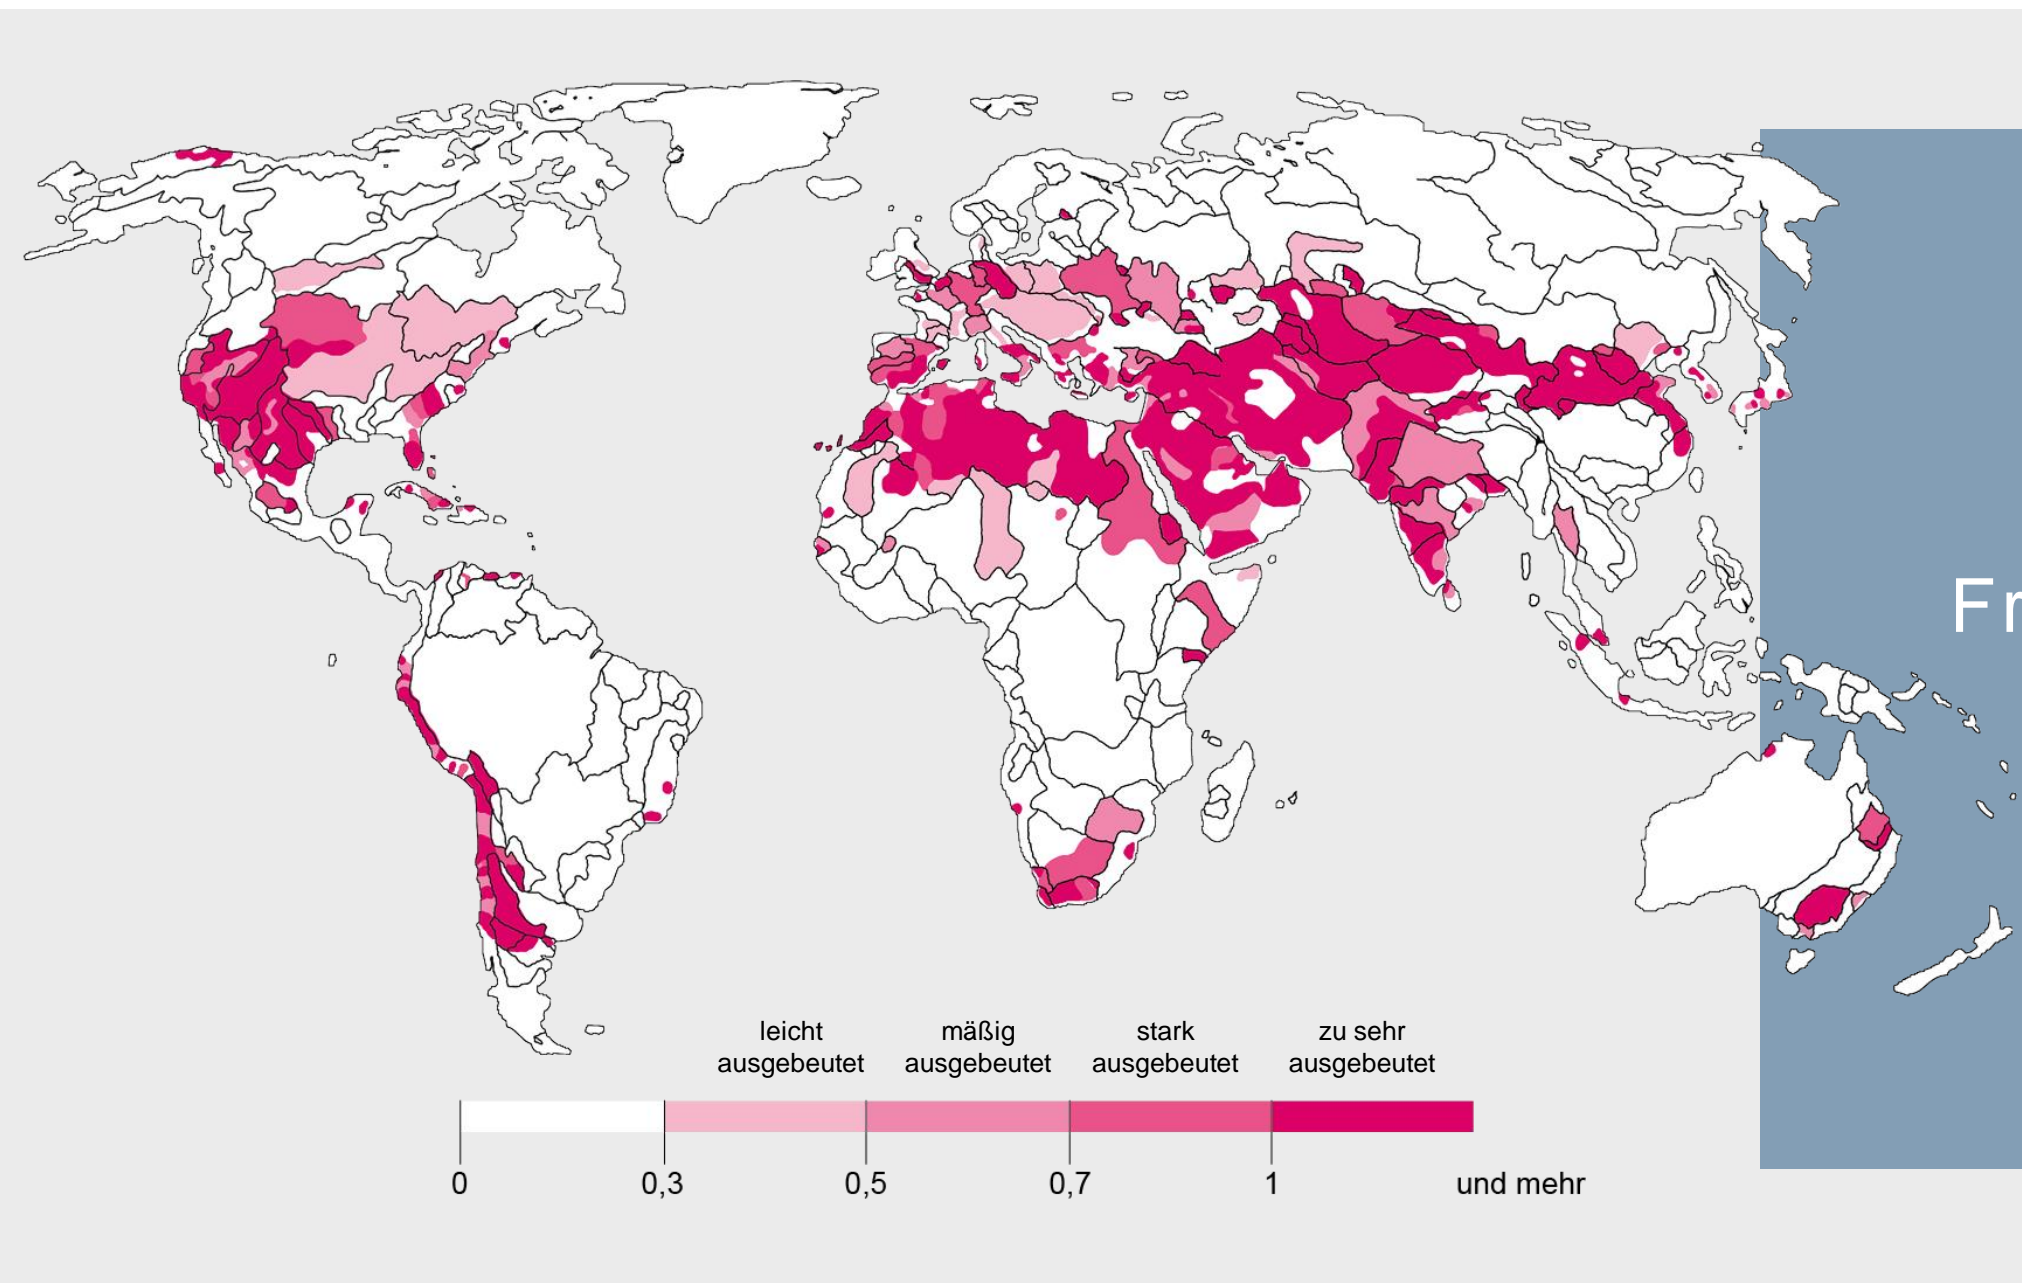 Fr
leicht ausgebeutet
mäßig ausgebeutet
stark ausgebeutet
zu sehr ausgebeutet
0
0,3
0,5
0,7
1
und mehr